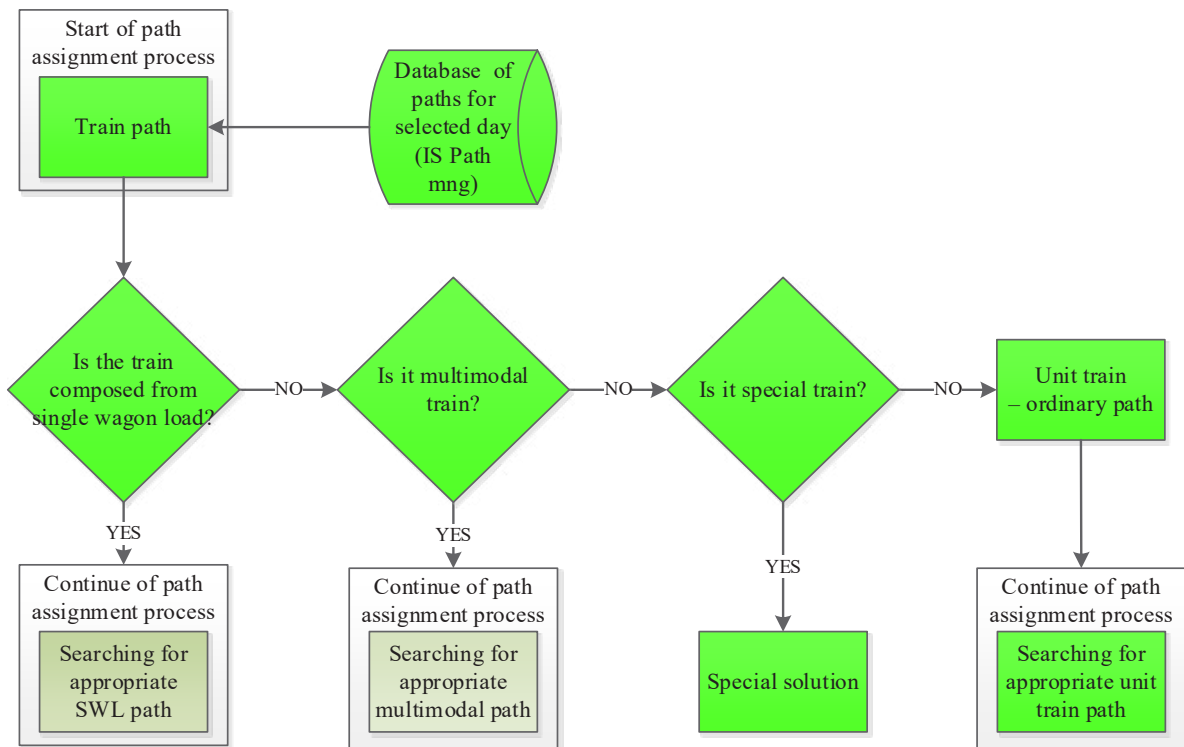 Start of path
assignment process
Train path
Database of
paths for
selected day
(IS Path
mng)
Is the train
composed from
single wagon load?
NO
Is it multimodal
train?
NO
Is it special train?
NO
Unit train
– ordinary path
YES
YES
YES
Continue of path
assignment process
Searching for
appropriate
SWL path
Continue of path
assignment process
Searching for
appropriate
multimodal path
Special solution
Continue of path
assignment process
Searching for
appropriate unit
train path